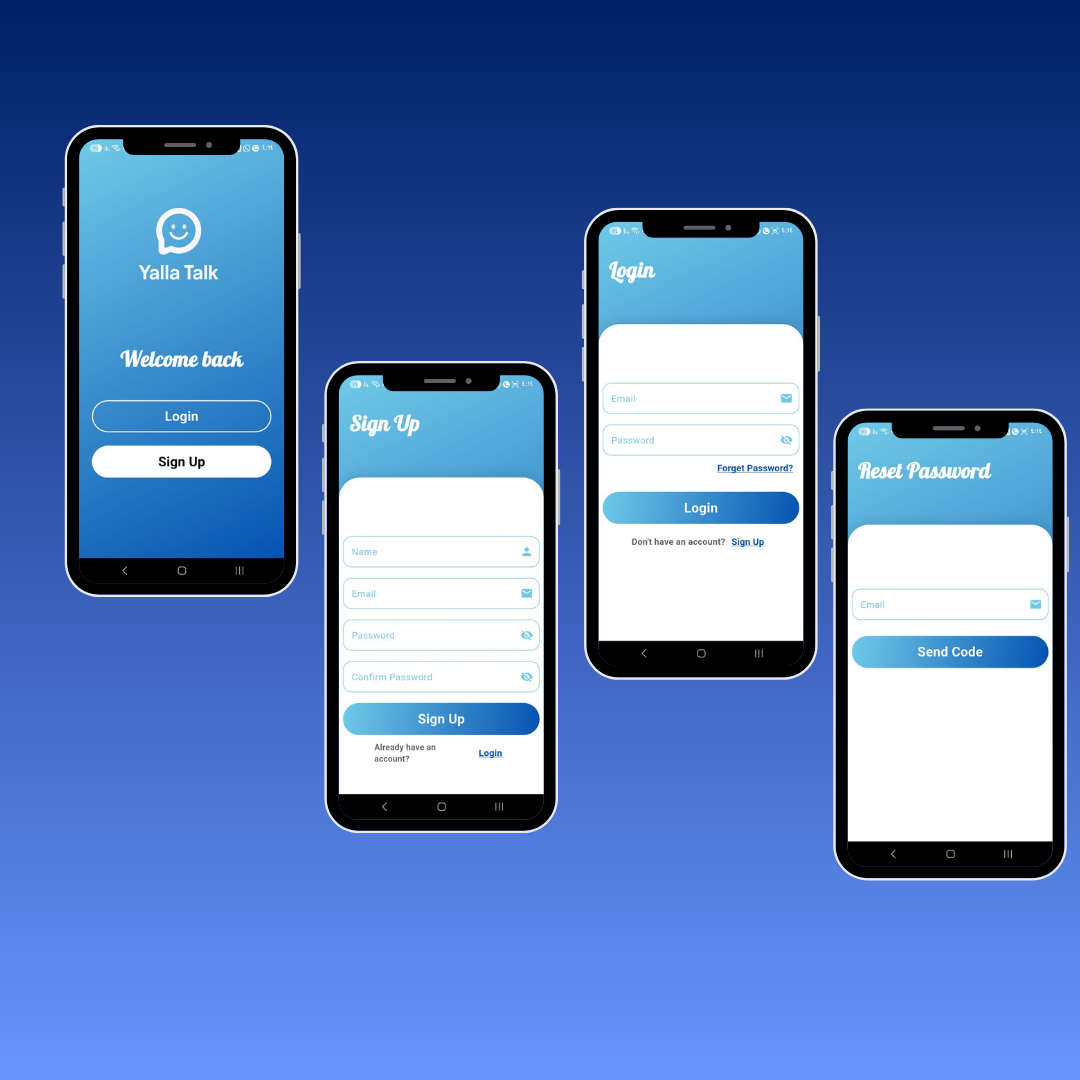 Yalla Talk
Welcome back
Login
Sign Up
Sign Up
Name
Email
Password
Confirm Password
Sign Up
Already have an
account?
Login
Login
Email
Password
Forget Password?
Login
Don't have an account? Sign Up
Reset Password
Email
Send Code